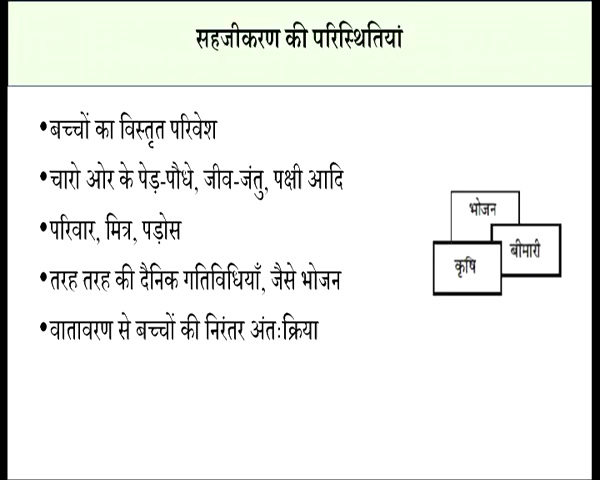 सहजीकरण की परिस्थितियां
•बच्चों का विस्तृत परिवेश
•चारो ओर के पेड़-पौधे, जीव-जंतु, पक्षी आदि
•परिवार, मित्र, पड़ोस
•तरह तरह की दैनिक गतिविधियाँ, जैसे भोजन
•वातावरण से बच्चों की निरंतर अंतःक्रिया
भोजन
बीमारी
कृषि